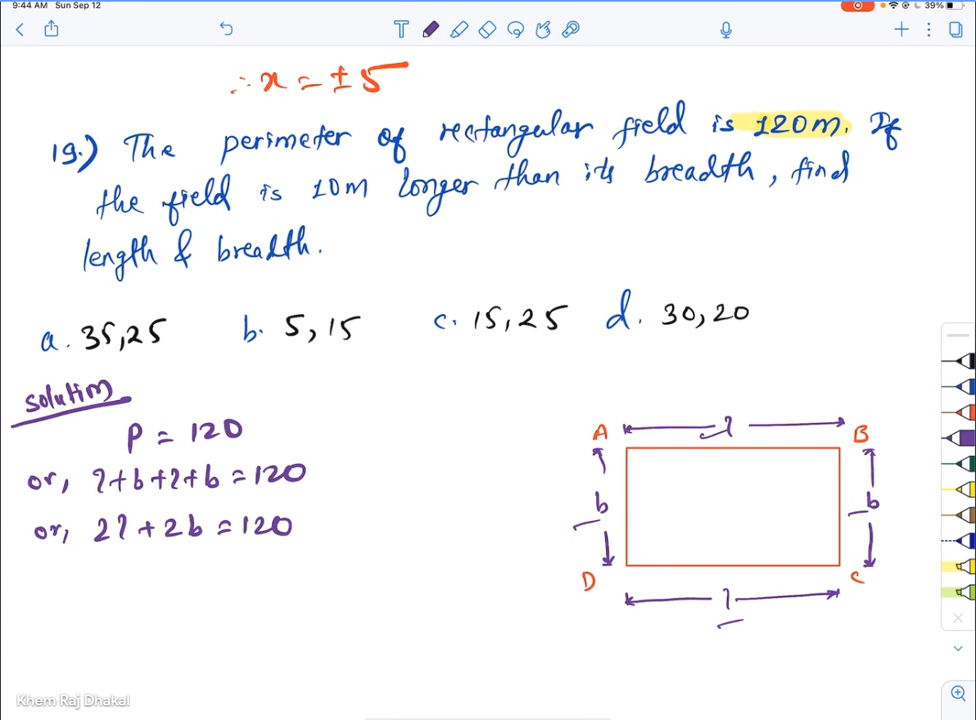 9:44 AM Sun Sep 12
39%
∴ x = ±5
19.) The perimeter of rectangular field is 120m. If
the field is 10m longer than its breadth, find
length & breadth.
a. 35,25 b. 5, 15 c. 15, 25 d. 30, 20
solution
P = 120
or, l+b+l+b = 120
or, 2l + 2b = 120
A l B
b b
D C
l
Khem Raj Dhakal